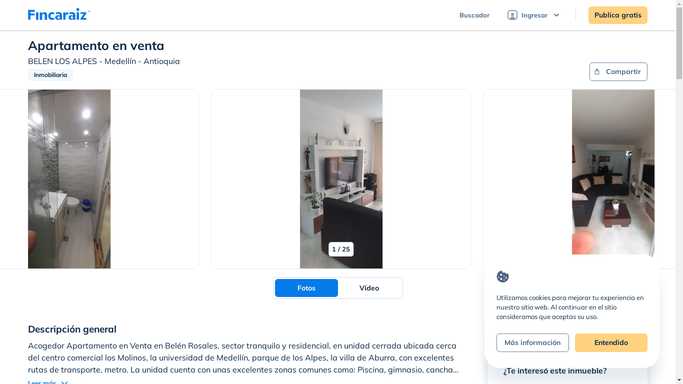 Fincaraiz
Buscador
Ingresar
Publica gratis
Apartamento en venta
BELEN LOS ALPES - Medellín - Antioquia
Inmobiliaria
Compartir
1 / 25
Fotos
Video
Utilizamos cookies para mejorar tu experiencia en
nuestro sitio web. Al continuar en el sitio
consideramos que aceptas su uso.
Más información
Entendido
Descripción general
Acogedor Apartamento en Venta en Belén Rosales, sector tranquilo y residencial, en unidad cerrada ubicada cerca
del centro comercial los Molinos, la universidad de Medellín, parque de los Alpes, la villa de Aburra, con excelentes
rutas de transporte, metro. La unidad cuenta con unas excelentes zonas comunes como: Piscina, gimnasio, cancha...
Leer más
¿Te interesó este inmueble?